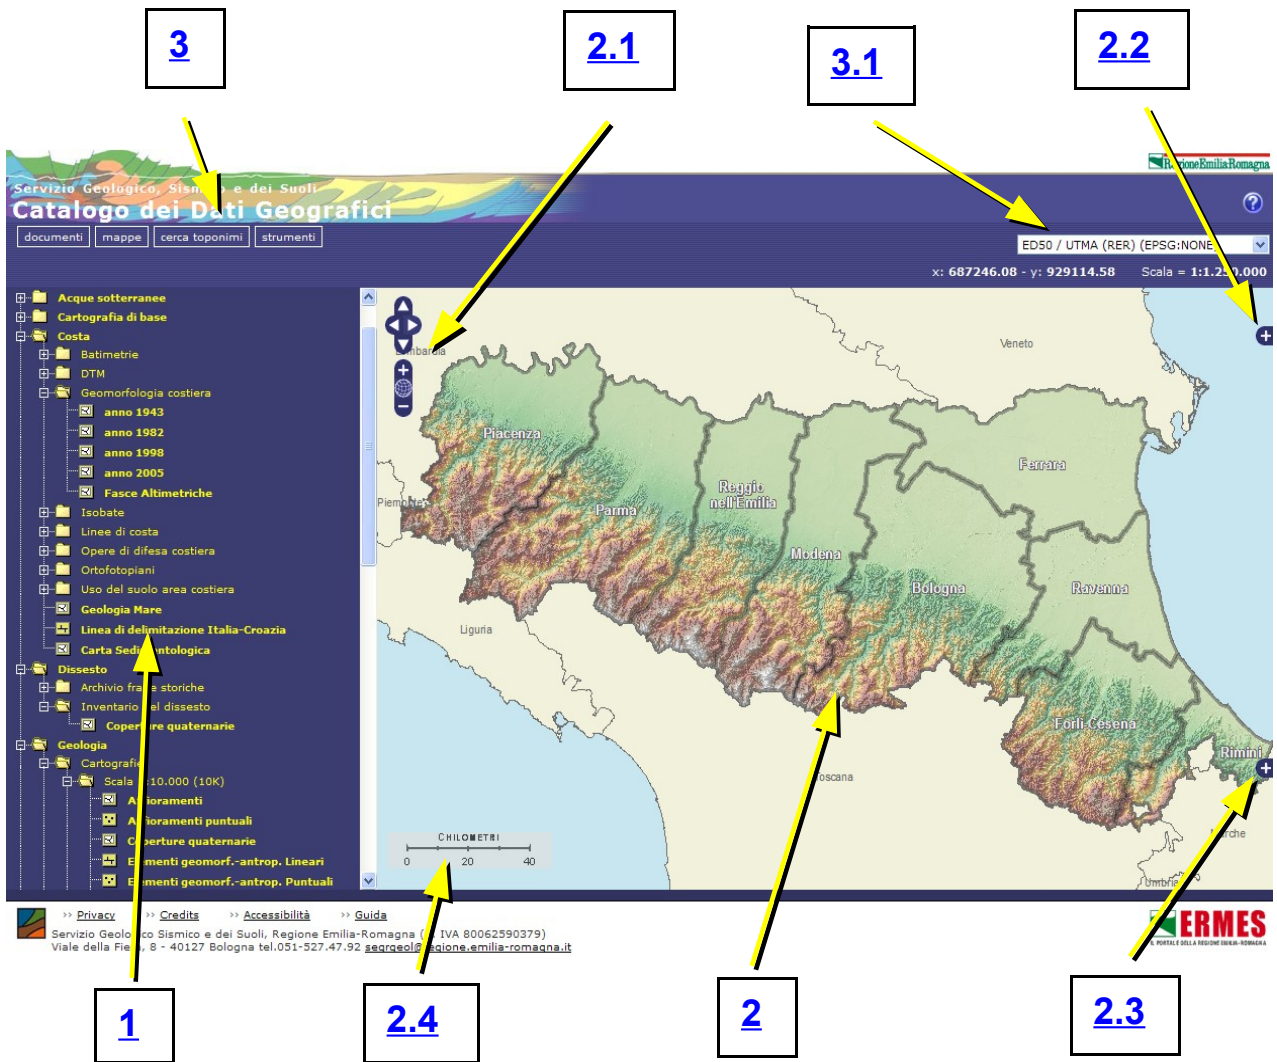 3
2.1
3.1
2.2
RegioneEmilia-Romagna
Servizio Geologico, Sismico e dei Suoli
Catalogo dei Dati Geografici
documenti mappe cerca toponimi strumenti
ED50 / UTMA (RER) (EPSG:NONE)
x: 687246.08 - y: 929114.58 Scala = 1:1.250.000
Acque sotterranee
Cartografia di base
Costa
Batimetrie
DTM
Geomorfologia costiera
anno 1943
anno 1982
anno 1998
anno 2005
Fasce Altimetriche
Isobate
Linee di costa
Opere di difesa costiera
Ortofotopiani
Uso del suolo area costiera
Geologia Mare
Linea di delimitazione Italia-Croazia
Carta Sedimentologica
Dissesto
Archivio frane storiche
Inventario del dissesto
Coperture quaternarie
Geologia
Cartografie
Scala 1:10.000 (10K)
Affioramenti
Affioramenti puntuali
Coperture quaternarie
Elementi geomorf.-antrop. Lineari
Elementi geomorf.-antrop. Puntuali
Lombardia
Veneto
Piacenza
Ferrara
Reggio
nell'Emilia
Piemonte
Parma
Modena
Bologna
Ravenna
Liguria
Forlì-Cesena
Rimini
Toscana
Marche
Umbria
CHILOMETRI
0 20 40
>> Privacy >> Credits >> Accessibilità >> Guida
Servizio Geologico Sismico e dei Suoli, Regione Emilia-Romagna (P. IVA 80062590379)
Viale della Fiera, 8 - 40127 Bologna tel.051-527.47.92 segrgeol@regione.emilia-romagna.it
ERMES
IL PORTALE DELLA REGIONE EMILIA-ROMAGNA
1
2.4
2
2.3